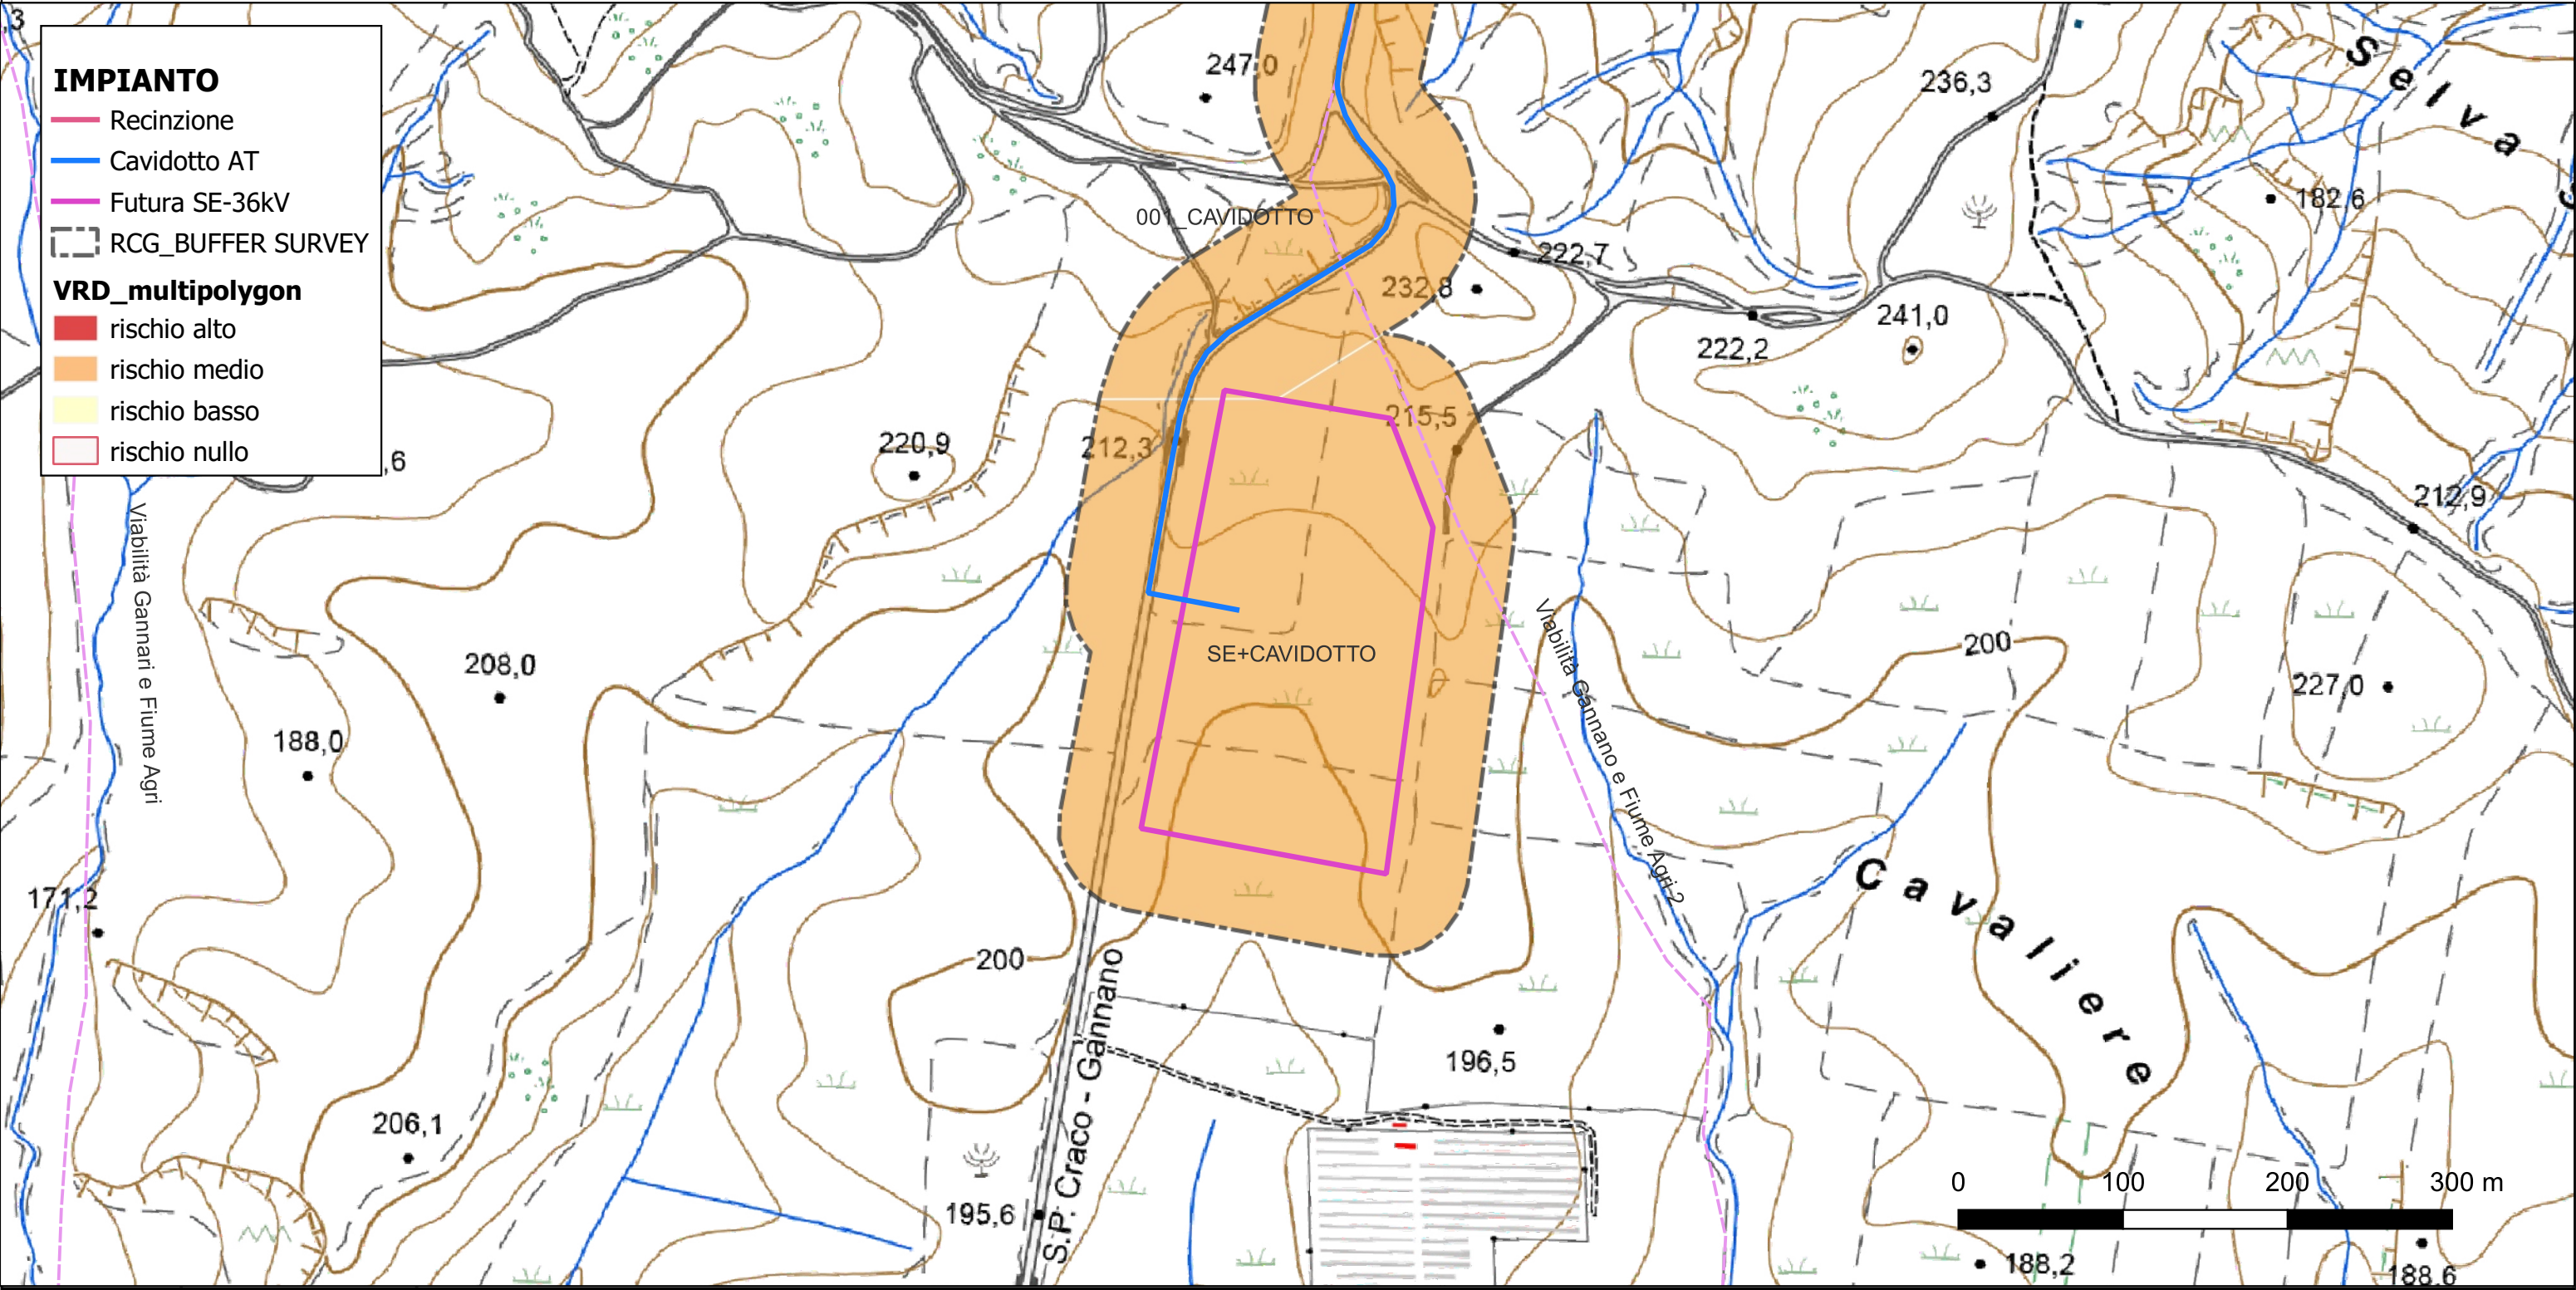 3
IMPIANTO
Recinzione
Cavidotto AT
Futura SE-36kV
RCG_BUFFER SURVEY
VRD_multipolygon
rischio alto
rischio medio
rischio basso
rischio nullo
,6
247,0
236,3
Selva
182,6
001_CAVIDOTTO
222,7
232,8
241,0
222,2
215,5
212,3
220,9
212,9
Viabilità Gannari e Fiume Agri
Viabilità Gannano e Fiume Agri 2
200
SE+CAVIDOTTO
208,0
227,0
188,0
Cavaliere
171,2
200
S.P. Craco - Gannano
196,5
206,1
195,6
0 100 200 300 m
188,2
188,6